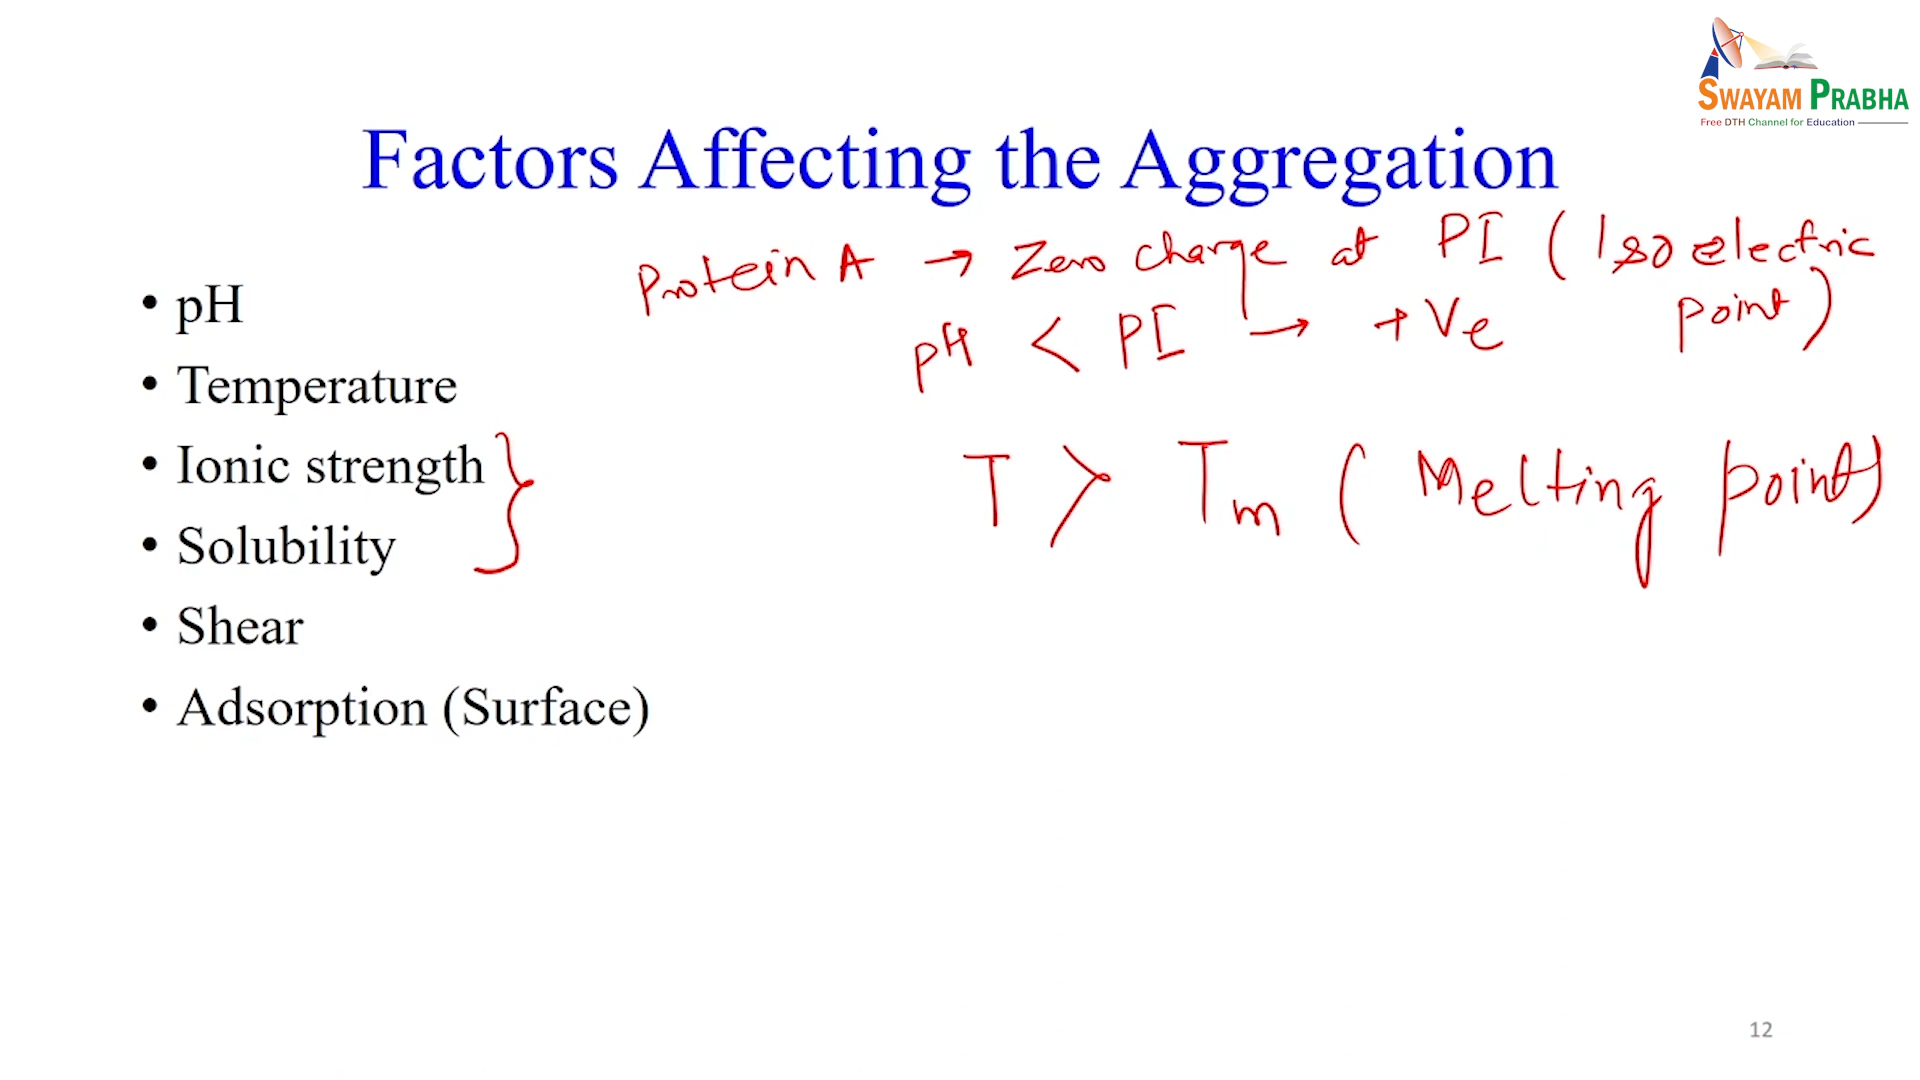 SWAYAM PRABHA
Free DTH Channel for Education
Factors Affecting the Aggregation
Protein A → Zero charge at PI (Isoelectric point)
pH < PI → +Ve
• pH
• Temperature
• Ionic strength
• Solubility
• Shear
• Adsorption (Surface)
T > Tm (Melting point)
12